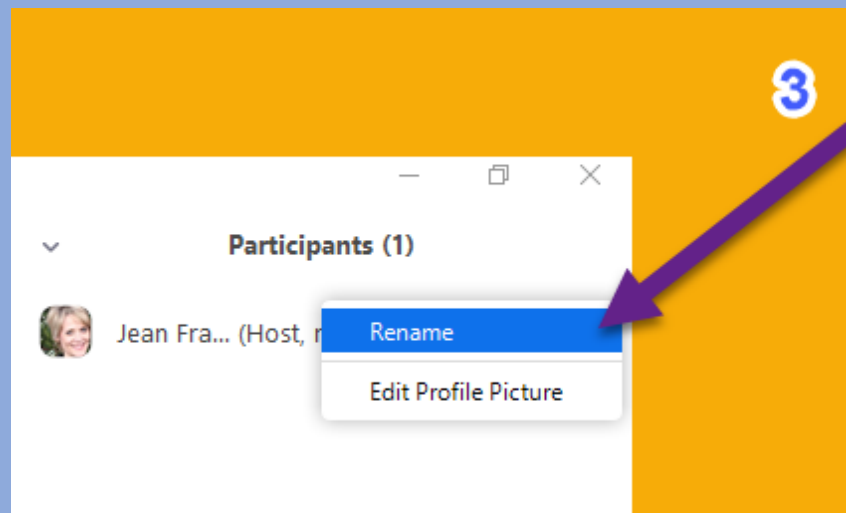 3
Participants (1)
Jean Fra... (Host,
Rename
Edit Profile Picture